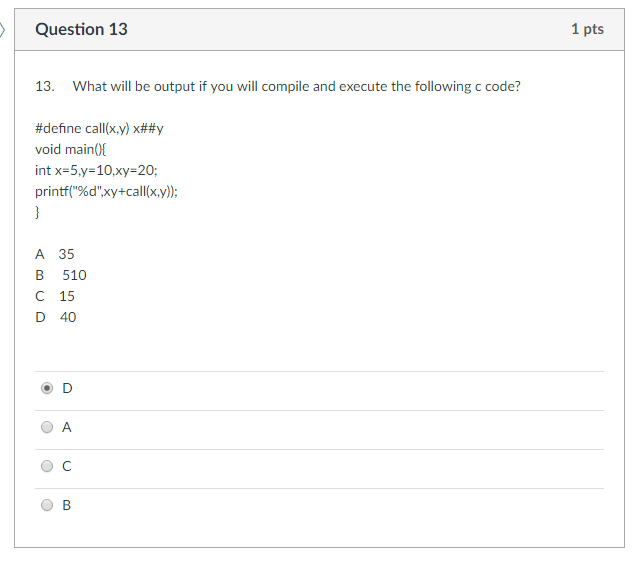 Question 13
1 pts
13. What will be output if you will compile and execute the following c code?
#define call(x,y) x##y
void main(){
int x=5,y=10,xy=20;
printf("%d",xy+call(x,y));
}
A 35
B 510
C 15
D 40
D
A
C
B